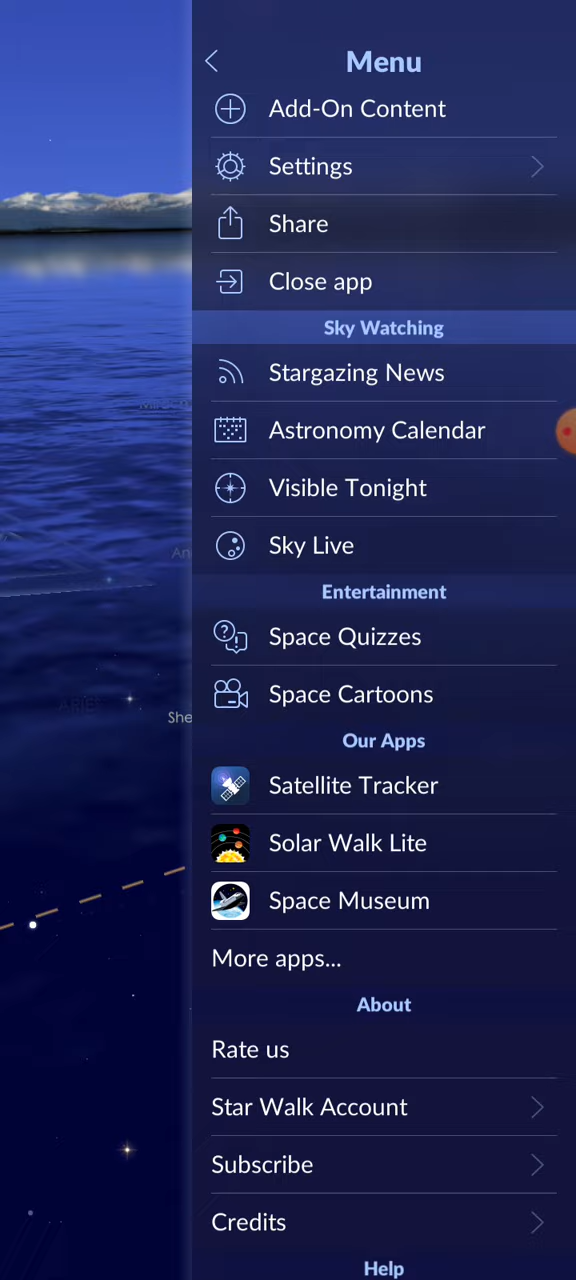 Menu
Add-On Content
Settings
Share
Close app
Sky Watching
Stargazing News
Astronomy Calendar
Visible Tonight
Sky Live
Entertainment
Space Quizzes
Space Cartoons
She
Our Apps
Satellite Tracker
Solar Walk Lite
Space Museum
More apps...
About
Rate us
Star Walk Account
Subscribe
Credits
Help